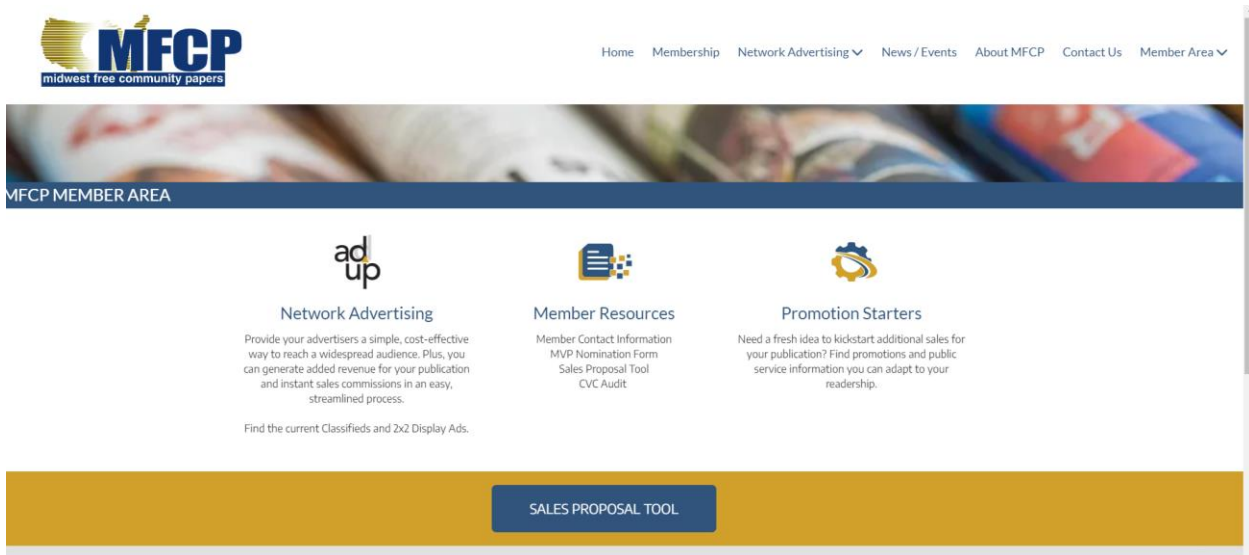 MFCP
midwest free community papers
Home Membership Network Advertising News / Events About MFCP Contact Us Member Area
MFCP MEMBER AREA
ad
up
Network Advertising
Provide your advertisers a simple, cost-effective
way to reach a widespread audience. Plus, you
can generate added revenue for your publication
and instant sales commissions in an easy,
streamlined process.
Find the current Classifieds and 2x2 Display Ads.
Member Resources
Member Contact Information
MVP Nomination Form
Sales Proposal Tool
CVC Audit
Promotion Starters
Need a fresh idea to kickstart additional sales for
your publication? Find promotions and public
service information you can adapt to your
readership.
SALES PROPOSAL TOOL